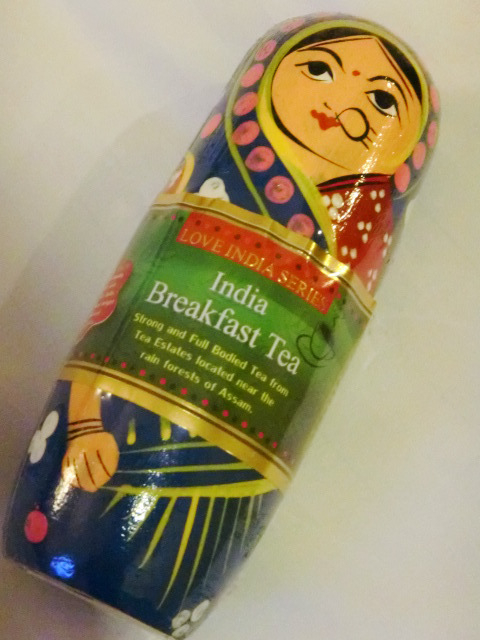 LOVE INDIA SERIES
India
Breakfast Tea
Strong and Full Bodied Tea from
Tea Estates located near the
rain forests of Assam.